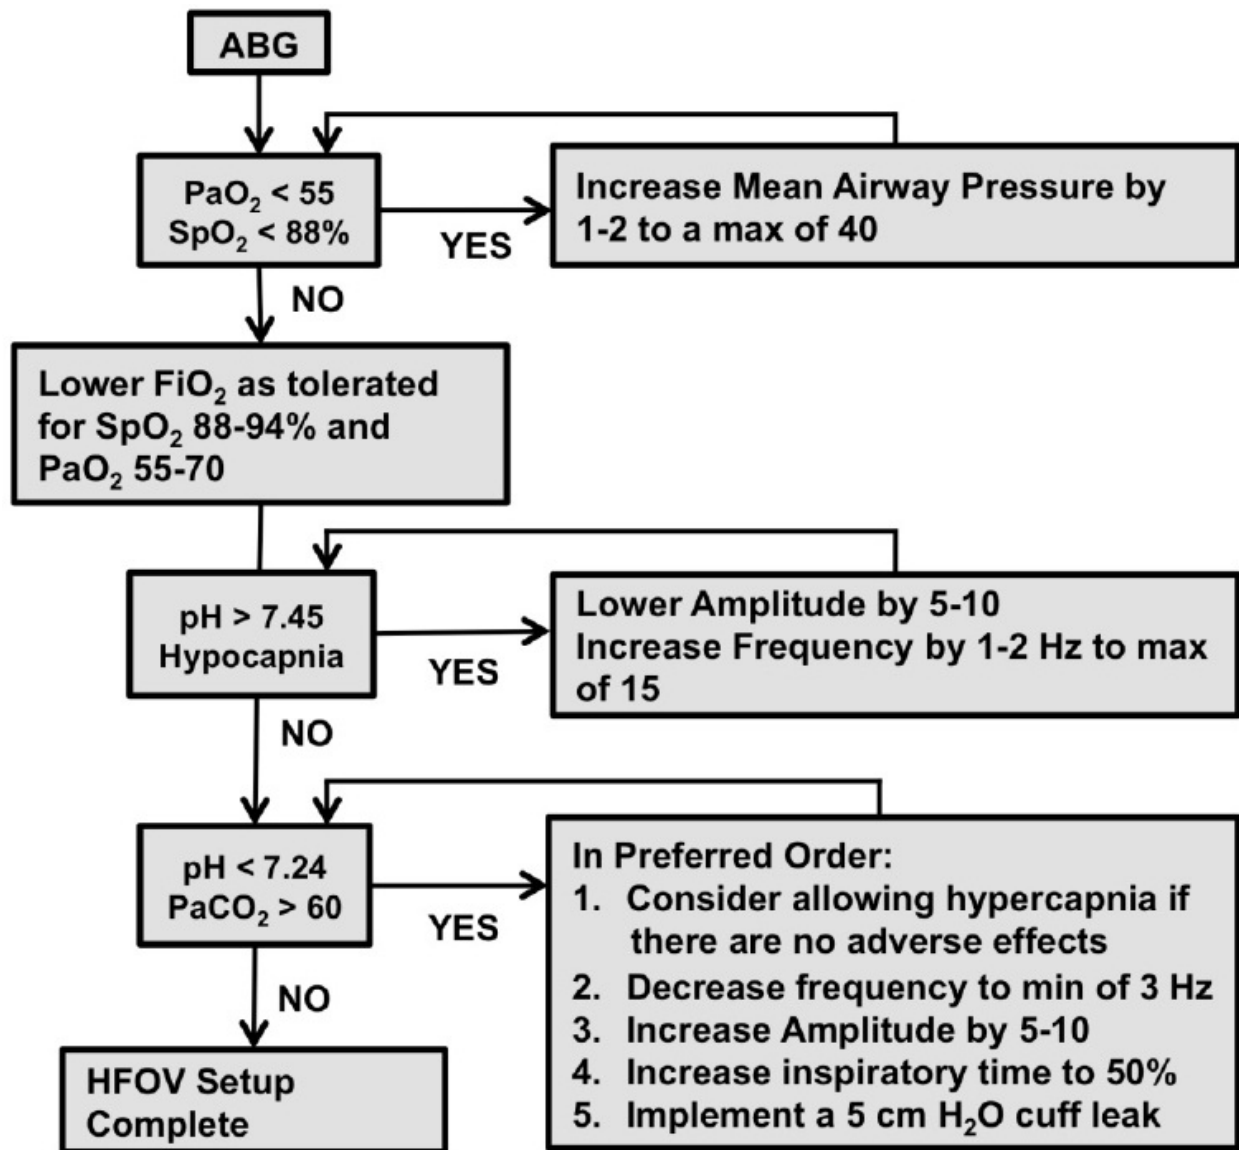 ABG
PaO₂ < 55
SpO₂ < 88%
YES
Increase Mean Airway Pressure by
1-2 to a max of 40
NO
Lower FiO₂ as tolerated
for SpO₂ 88-94% and
PaO₂ 55-70
pH > 7.45
Hypocapnia
YES
Lower Amplitude by 5-10
Increase Frequency by 1-2 Hz to max
of 15
NO
pH < 7.24
PaCO₂ > 60
YES
In Preferred Order:
1. Consider allowing hypercapnia if
there are no adverse effects
2. Decrease frequency to min of 3 Hz
3. Increase Amplitude by 5-10
4. Increase inspiratory time to 50%
5. Implement a 5 cm H₂O cuff leak
NO
HFOV Setup
Complete